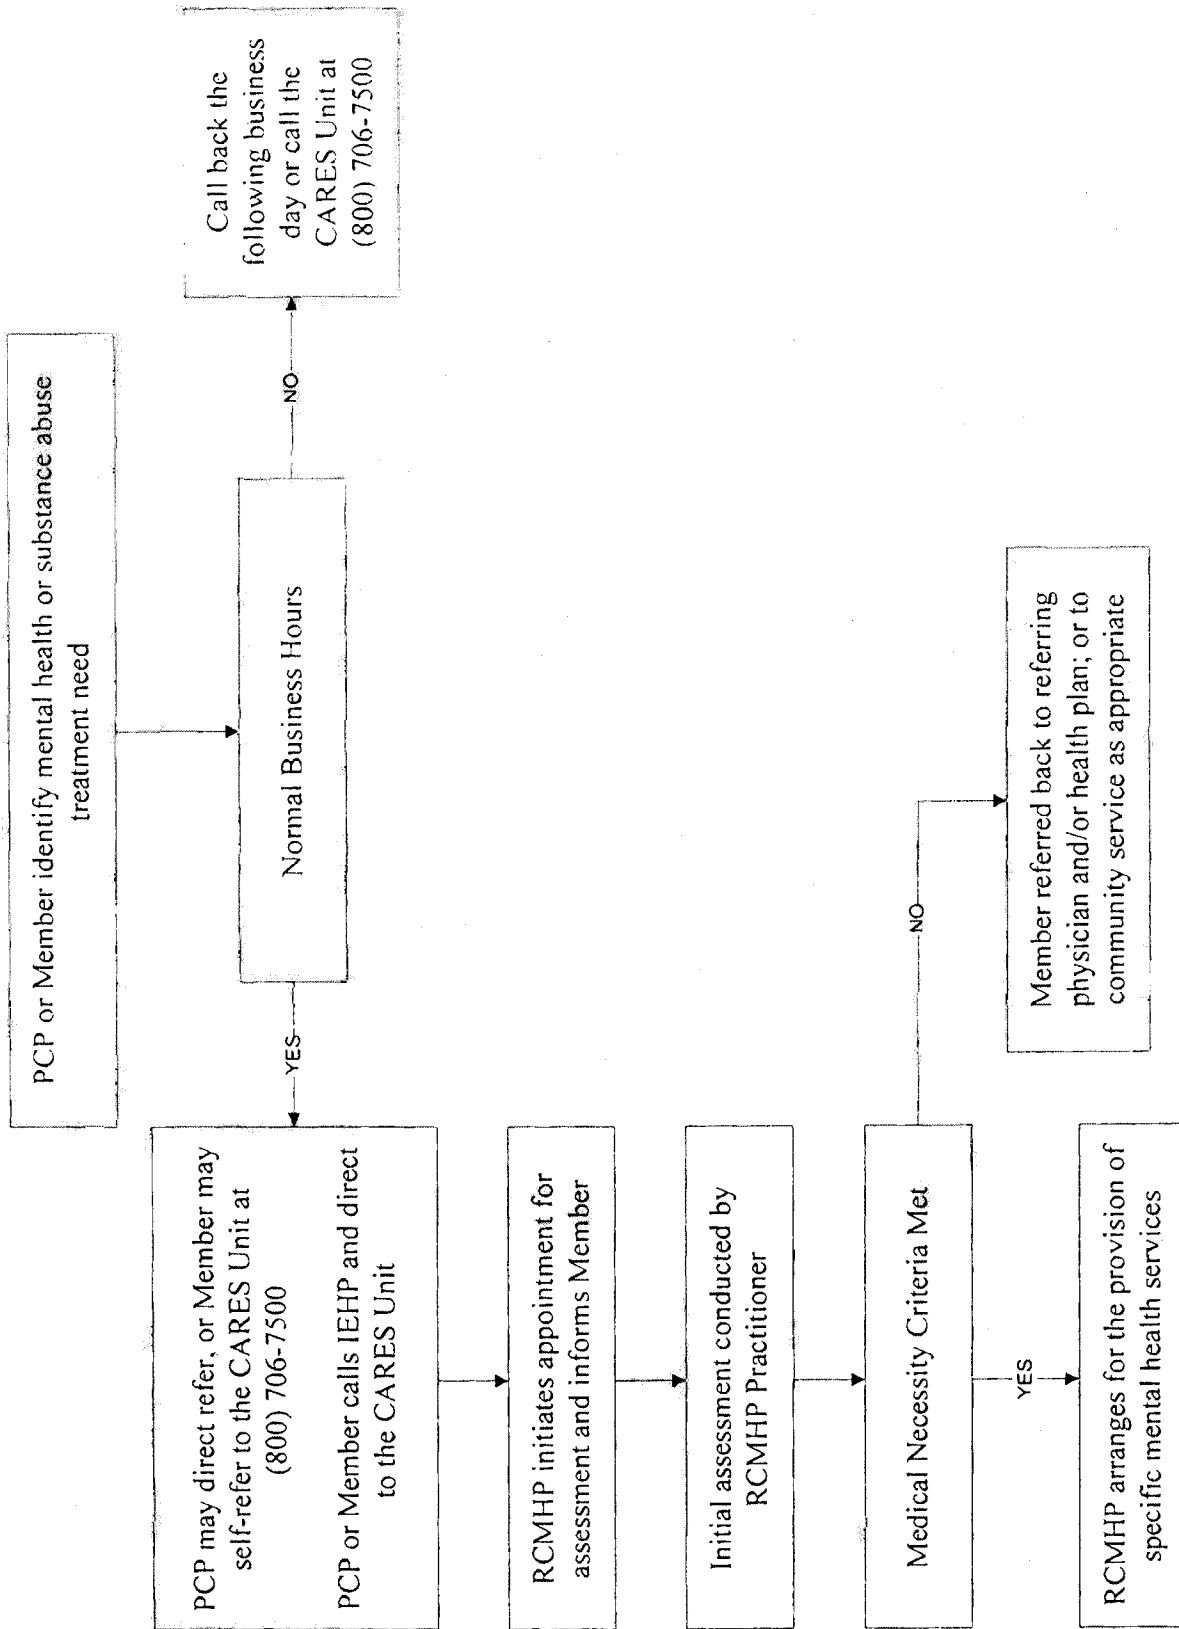 PCP or Member identify mental health or substance abuse
treatment need
Normal Business Hours
NO
Call back the
following business
day or call the
CARES Unit at
(800) 706-7500
YES
PCP may direct refer, or Member may
self-refer to the CARES Unit at
(800) 706-7500
PCP or Member calls IEHP and direct
to the CARES Unit
RCMHP initiates appointment for
assessment and informs Member
Initial assessment conducted by
RCMHP Practitioner
Medical Necessity Criteria Met
NO
Member referred back to referring
physician and/or health plan; or to
community service as appropriate
YES
RCMHP arranges for the provision of
specific mental health services